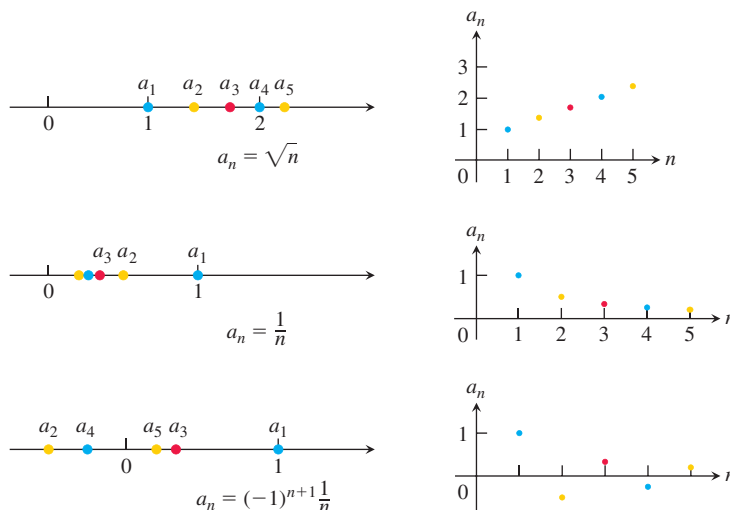 a₁ a₂ a₃ a₄ a₅
0 1 2
aₙ = √n
aₙ
3
2
1
0 1 2 3 4 5 n
a₃ a₂ a₁
0 1
aₙ = 1/n
aₙ
1
0 1 2 3 4 5 n
a₂ a₄ a₅ a₃ a₁
0 1
aₙ = (−1)ⁿ⁺¹ 1/n
aₙ
1
0 n